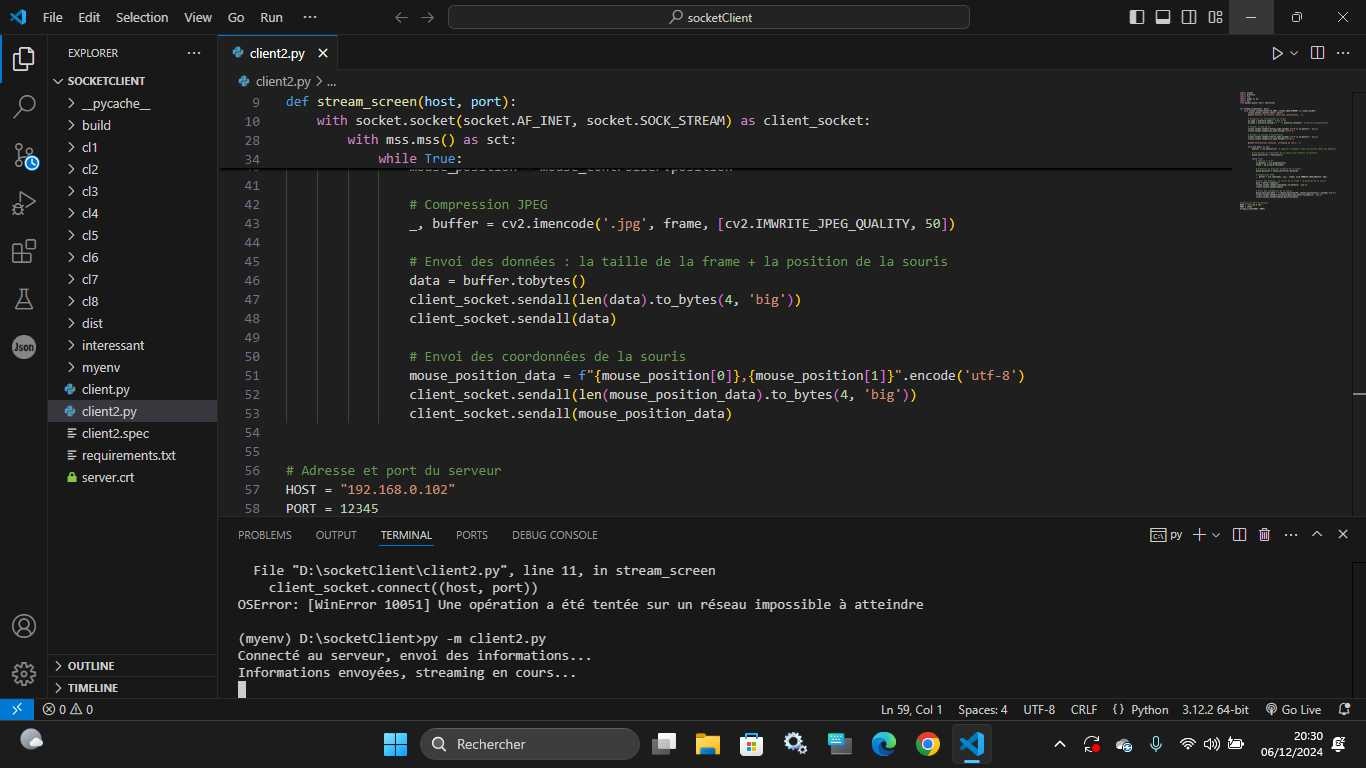 File Edit Selection View Go Run ··· socketClient
EXPLORER ···
SOCKETCLIENT
__pycache__
build
cl1
cl2
cl3
cl4
cl5
cl6
cl7
cl8
dist
interessant
myenv
client.py
client2.py
client2.spec
requirements.txt
server.crt
OUTLINE
TIMELINE
Json
client2.py
client2.py > ...
9 def stream_screen(host, port):
10 with socket.socket(socket.AF_INET, socket.SOCK_STREAM) as client_socket:
28 with mss.mss() as sct:
34 while True:
41
42 # Compression JPEG
43 _, buffer = cv2.imencode('.jpg', frame, [cv2.IMWRITE_JPEG_QUALITY, 50])
44
45 # Envoi des données : la taille de la frame + la position de la souris
46 data = buffer.tobytes()
47 client_socket.sendall(len(data).to_bytes(4, 'big'))
48 client_socket.sendall(data)
49
50 # Envoi des coordonnées de la souris
51 mouse_position_data = f"{mouse_position[0]},{mouse_position[1]}".encode('utf-8')
52 client_socket.sendall(len(mouse_position_data).to_bytes(4, 'big'))
53 client_socket.sendall(mouse_position_data)
54
55
56 # Adresse et port du serveur
57 HOST = "192.168.0.102"
58 PORT = 12345
PROBLEMS OUTPUT TERMINAL PORTS DEBUG CONSOLE py
File "D:\socketClient\client2.py", line 11, in stream_screen
client_socket.connect((host, port))
OSError: [WinError 10051] Une opération a été tentée sur un réseau impossible à atteindre
(myenv) D:\socketClient>py -m client2.py
Connecté au serveur, envoi des informations...
Informations envoyées, streaming en cours...
0 0 Ln 59, Col 1 Spaces: 4 UTF-8 CRLF {} Python 3.12.2 64-bit Go Live
Rechercher
20:30
06/12/2024